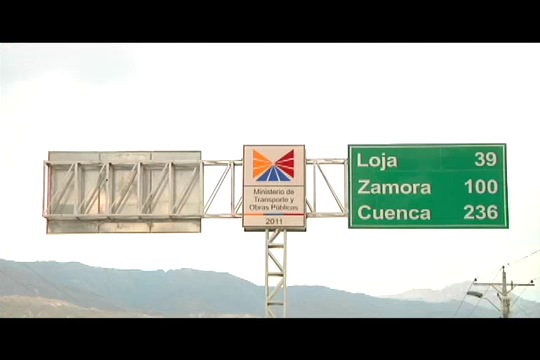 Ministerio de
Transporte y
Obras Públicas
2011
Loja 39
Zamora 100
Cuenca 236